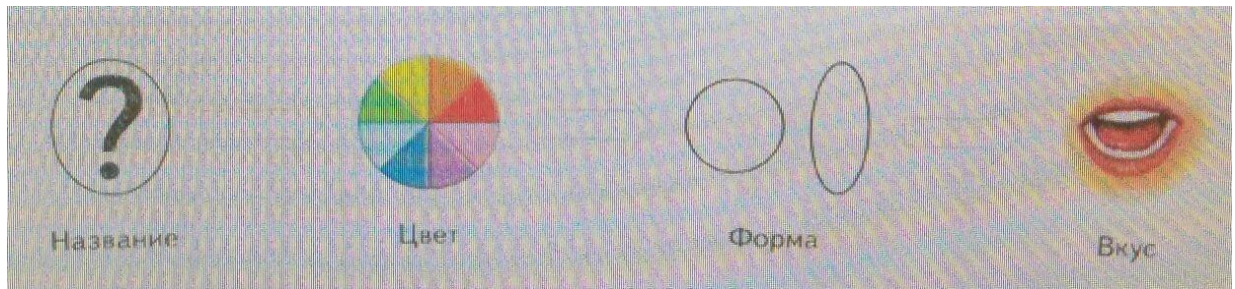 Название
Цвет
Форма
Вкус